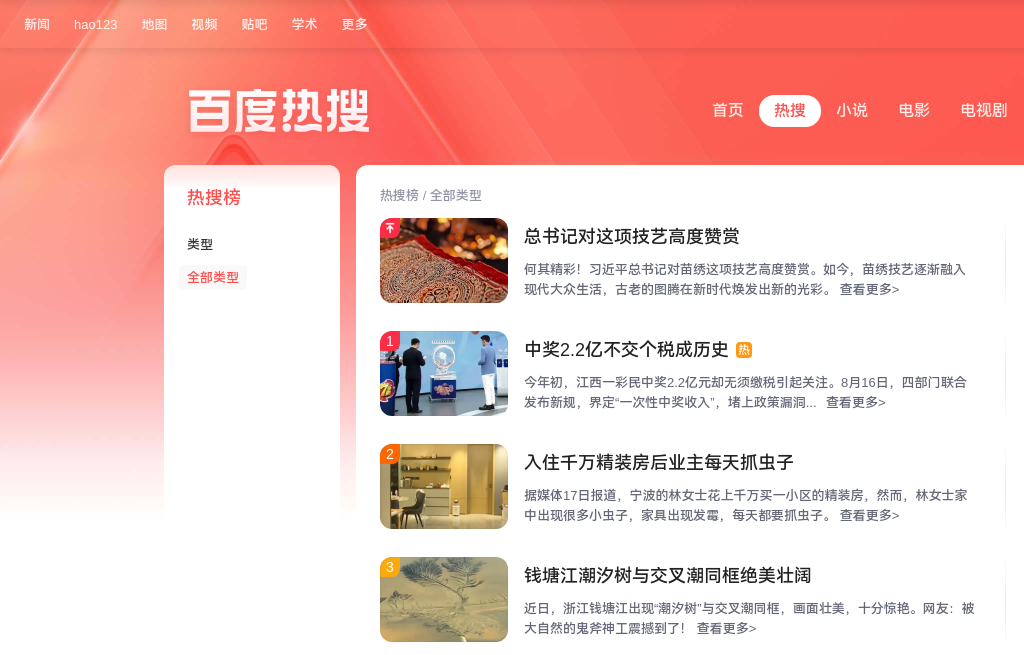 新闻 hao123 地图 视频 贴吧 学术 更多
百度热搜
首页 热搜 小说 电影 电视剧
热搜榜
类型
全部类型
热搜榜 / 全部类型
总书记对这项技艺高度赞赏
何其精彩！习近平总书记对苗绣这项技艺高度赞赏。如今，苗绣技艺逐渐融入
现代大众生活，古老的图腾在新时代焕发出新的光彩。 查看更多>
1
中奖2.2亿不交个税成历史 热
今年初，江西一彩民中奖2.2亿元却无须缴税引起关注。8月16日，四部门联合
发布新规，界定“一次性中奖收入”，堵上政策漏洞... 查看更多>
2
入住千万精装房后业主每天抓虫子
据媒体17日报道，宁波的林女士花上千万买一小区的精装房，然而，林女士家
中出现很多小虫子，家具出现发霉，每天都要抓虫子。 查看更多>
3
钱塘江潮汐树与交叉潮同框绝美壮阔
近日，浙江钱塘江出现“潮汐树”与交叉潮同框，画面壮美，十分惊艳。网友：被
大自然的鬼斧神工震撼到了！ 查看更多>